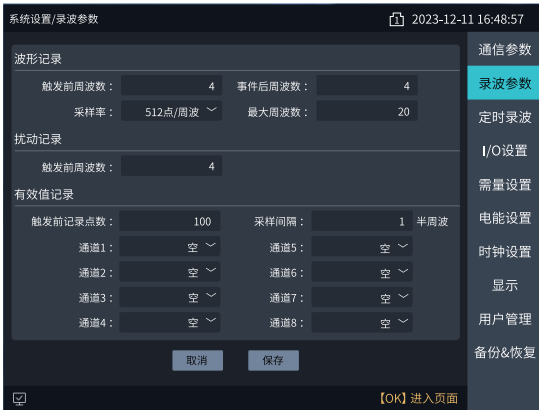 系统设置/录波参数 1 2023-12-11 16:48:57
波形记录
触发前周波数： 4 事件后周波数： 4
采样率： 512点/周波 最大周波数： 20
扰动记录
触发前周波数： 4
有效值记录
触发前记录点数： 100 采样间隔： 1 半周波
通道1： 空 通道5： 空
通道2： 空 通道6： 空
通道3： 空 通道7： 空
通道4： 空 通道8： 空
取消 保存
通信参数
录波参数
定时录波
I/O设置
需量设置
电能设置
时钟设置
显示
用户管理
备份&恢复
【OK】进入页面